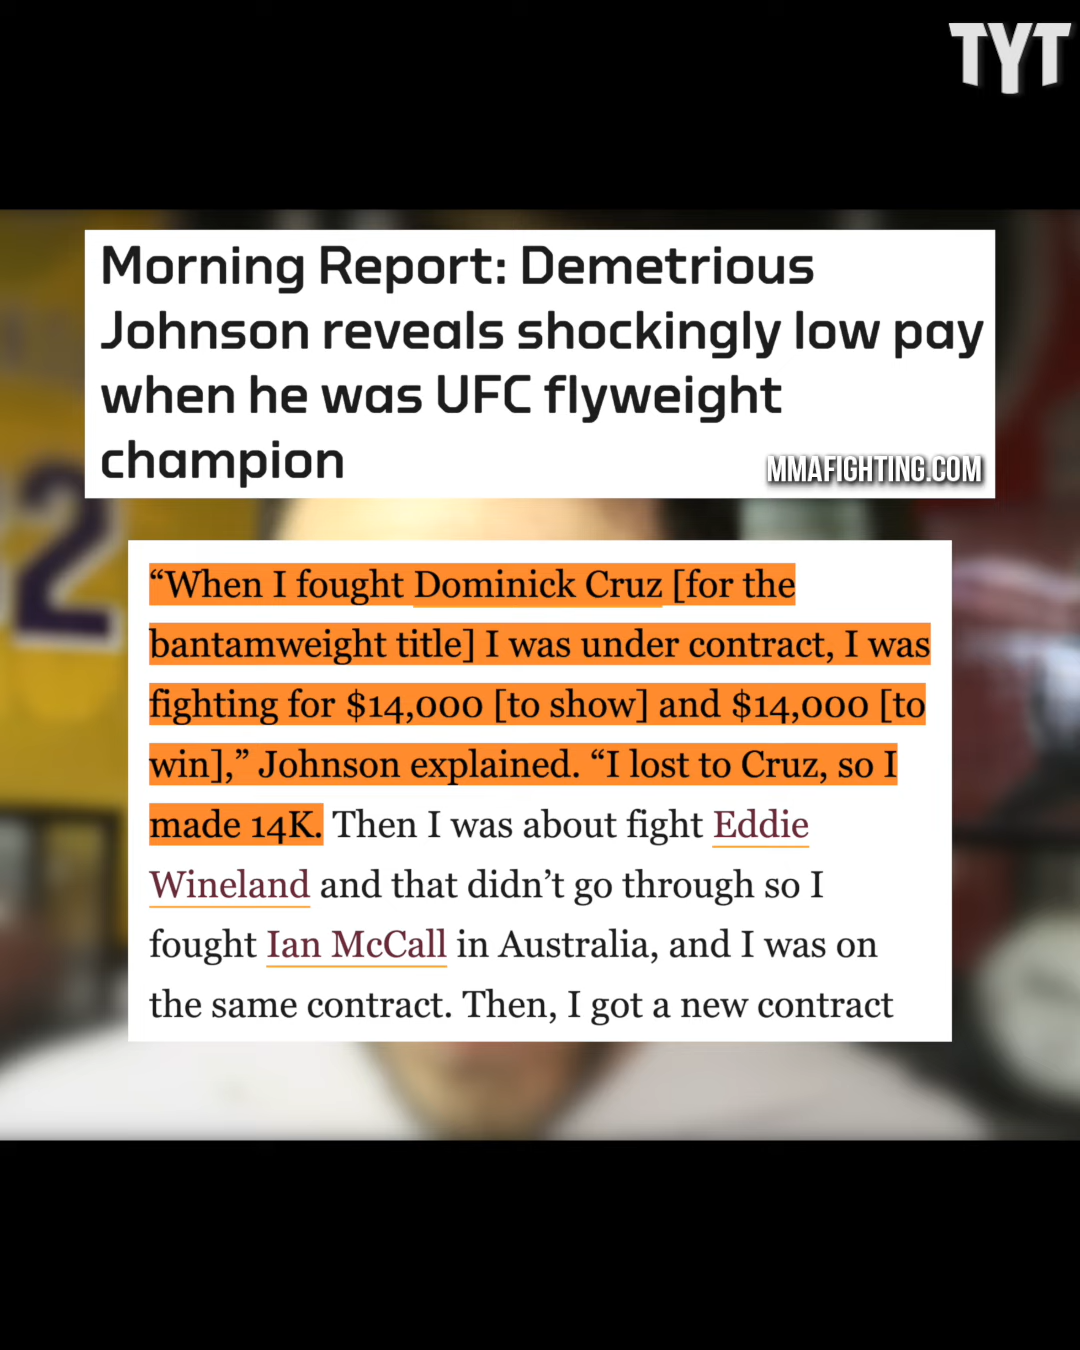 TYT
Morning Report: Demetrious
Johnson reveals shockingly low pay
when he was UFC flyweight
champion
MMAFIGHTING.COM
“When I fought Dominick Cruz [for the
bantamweight title] I was under contract, I was
fighting for $14,000 [to show] and $14,000 [to
win],” Johnson explained. “I lost to Cruz, so I
made 14K. Then I was about fight Eddie
Wineland and that didn’t go through so I
fought Ian McCall in Australia, and I was on
the same contract. Then, I got a new contract
2